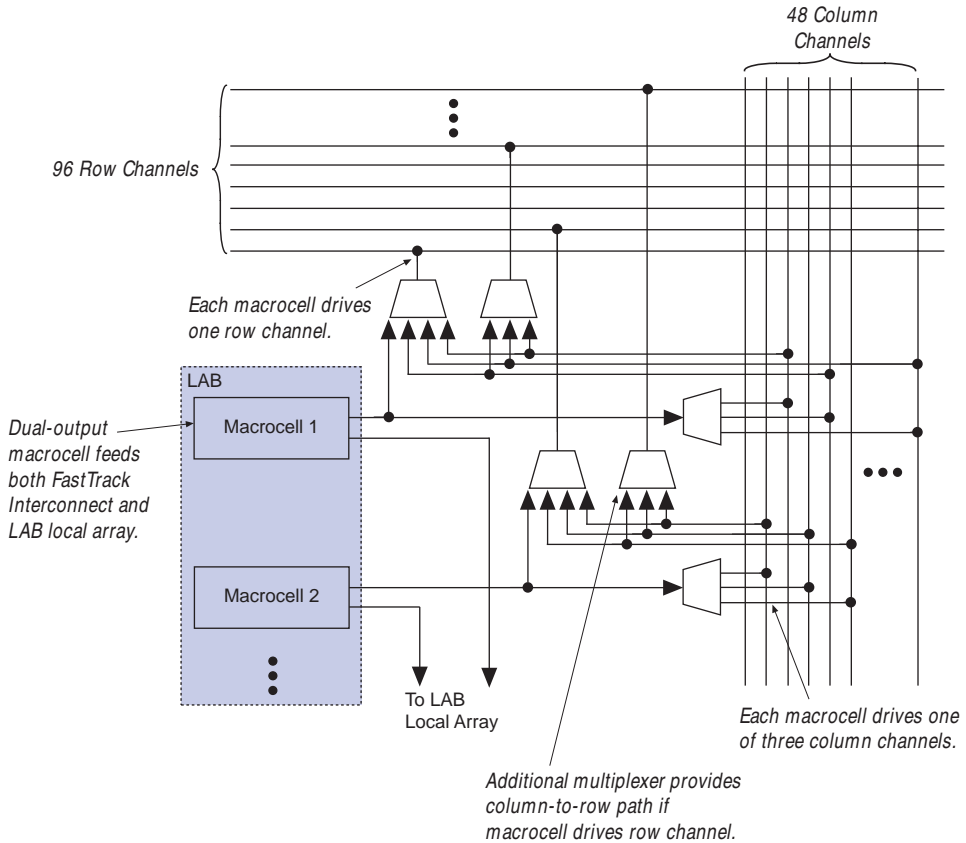 48 Column
Channels
96 Row Channels
Each macrocell drives
one row channel.
LAB
Macrocell 1
Dual-output
macrocell feeds
both FastTrack
Interconnect and
LAB local array.
Macrocell 2
To LAB
Local Array
Each macrocell drives one
of three column channels.
Additional multiplexer provides
column-to-row path if
macrocell drives row channel.